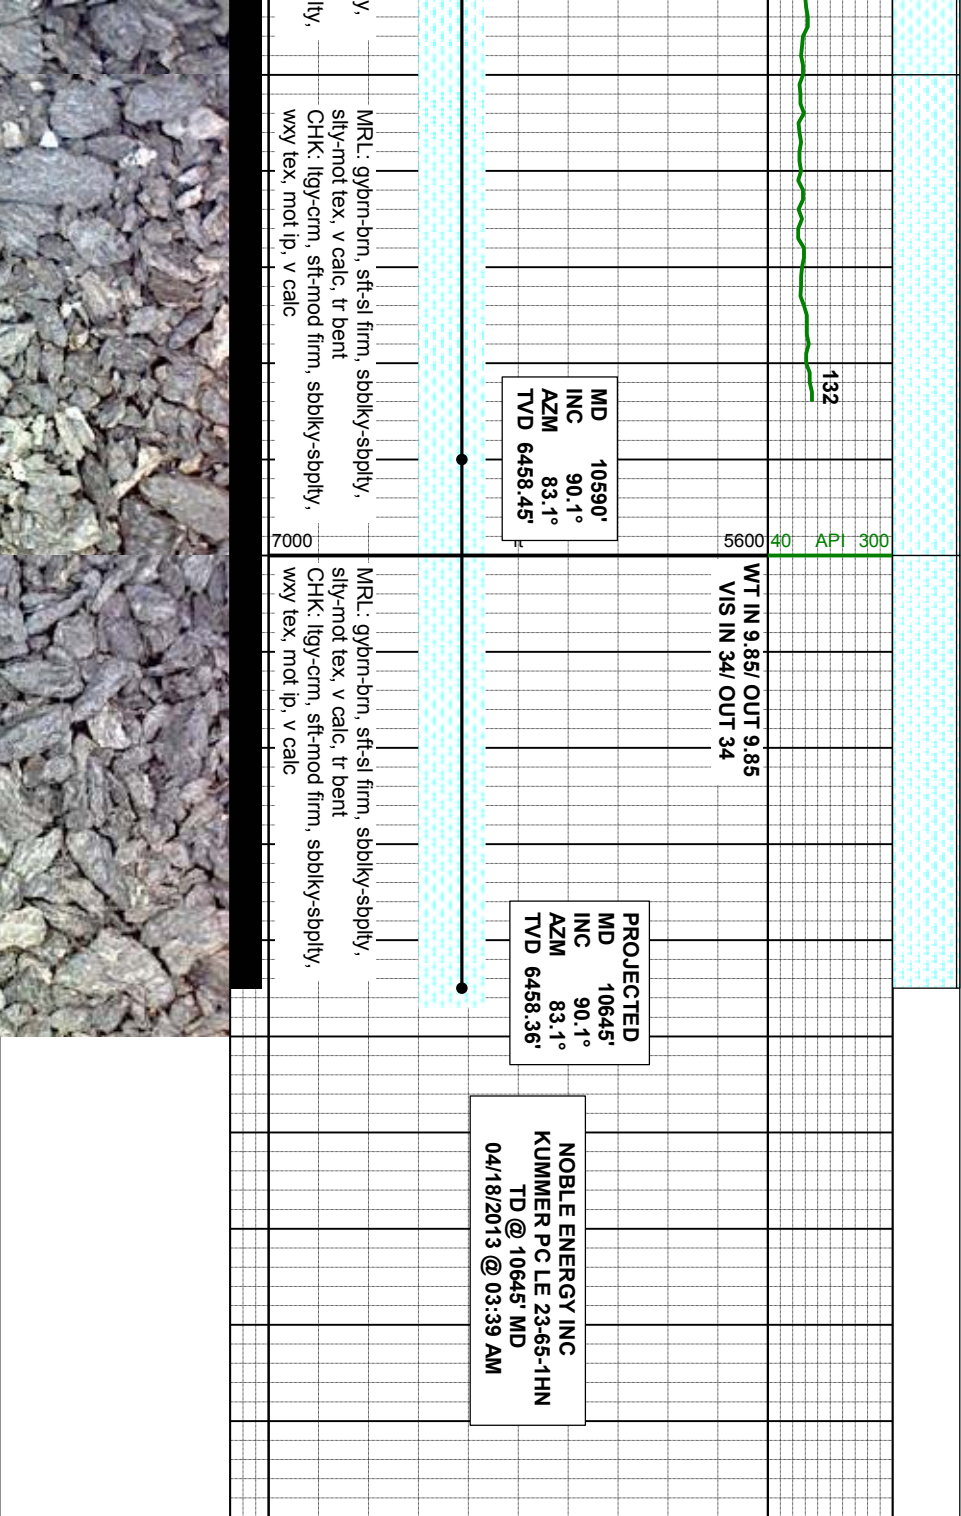 y,
lty,
MRL: gybrn-brn, sft-sl firm, sbblky-sbplty,
slty-mot tex, v calc, tr bent
CHK: ltgy-crm, sft-mod firm, sbblky-sbplty,
wxy tex, mot ip, v calc
132
MD 10590'
INC 90.1°
AZM 83.1°
TVD 6458.45'
7000
ft
5600
40 API 300
WT IN 9.85/ OUT 9.85
VIS IN 34/ OUT 34
MRL: gybrn-brn, sft-sl firm, sbblky-sbplty,
slty-mot tex, v calc, tr bent
CHK: ltgy-crm, sft-mod firm, sbblky-sbplty,
wxy tex, mot ip, v calc
PROJECTED
MD 10645'
INC 90.1°
AZM 83.1°
TVD 6458.36'
NOBLE ENERGY INC
KUMMER PC LE 23-65-1HN
TD @ 10645' MD
04/18/2013 @ 03:39 AM